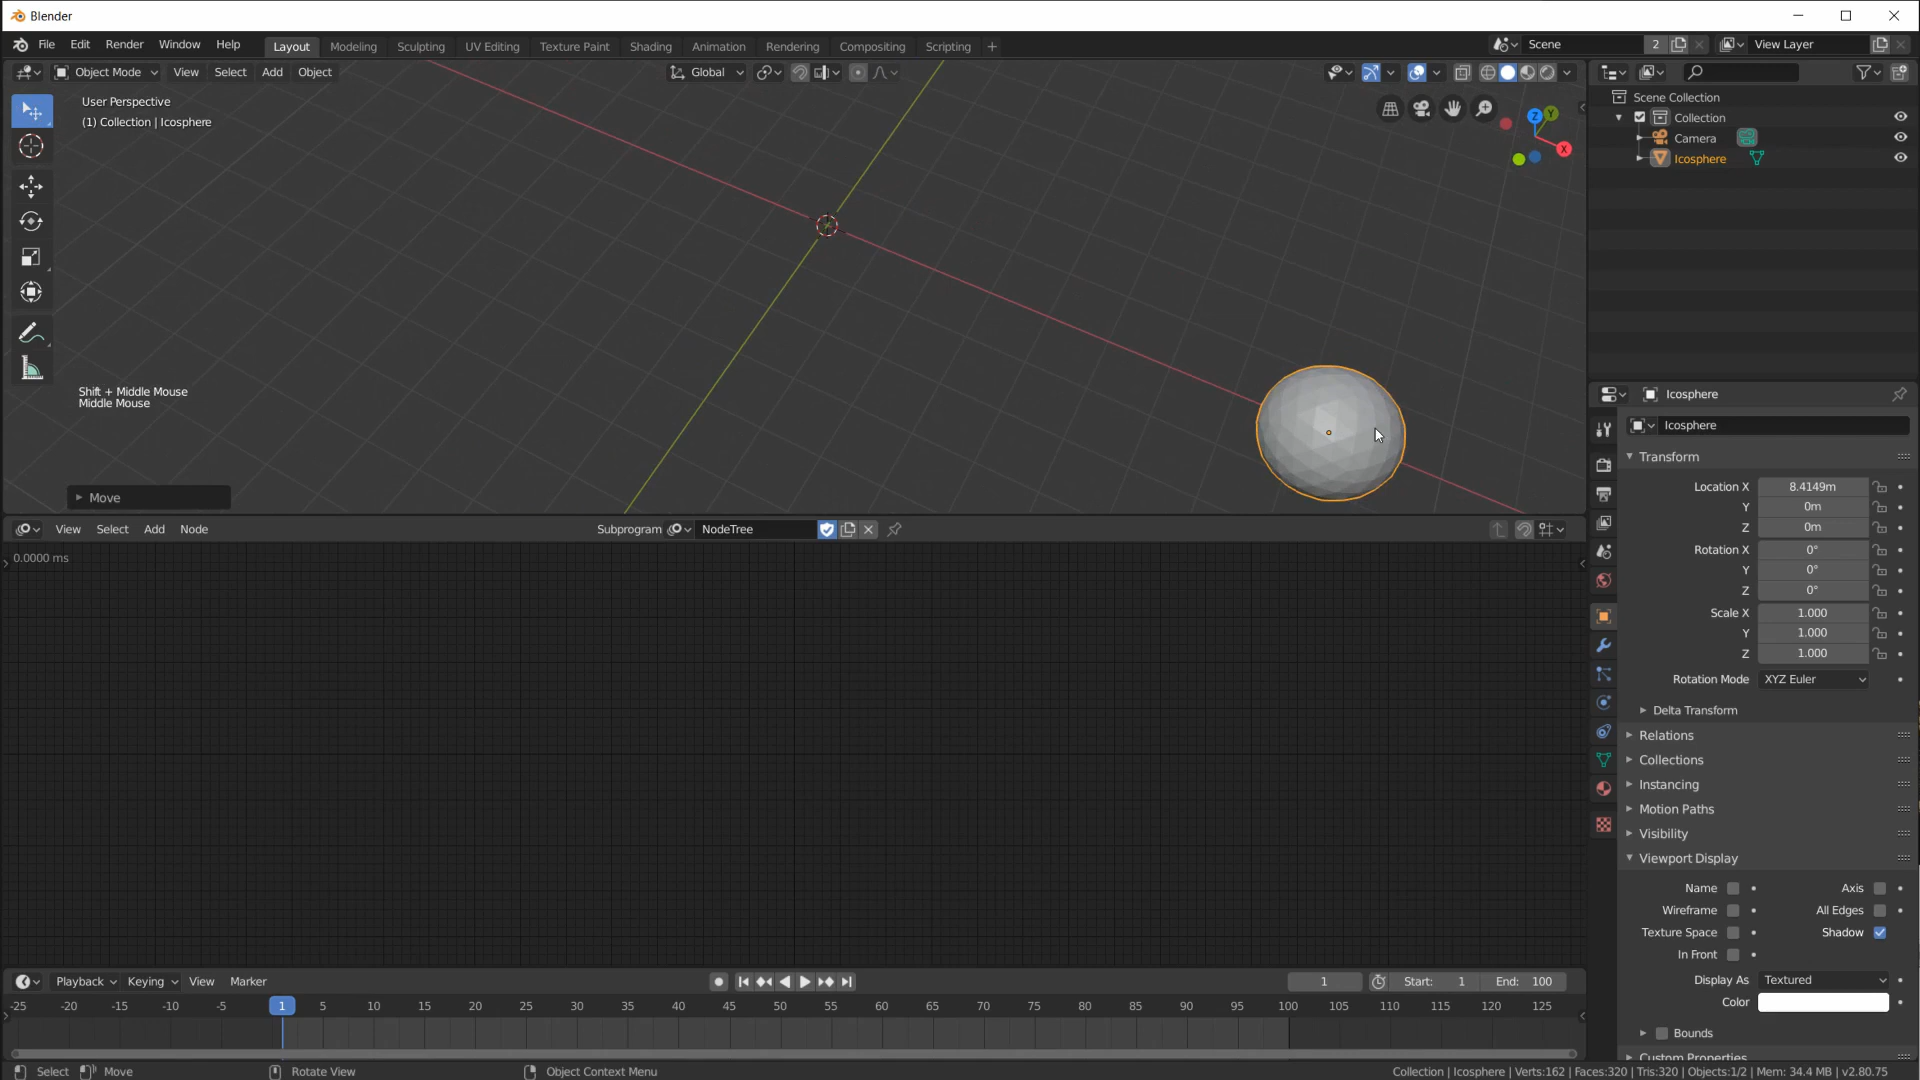 Blender
File Edit Render Window Help Layout Modeling Sculpting UV Editing Texture Paint Shading Animation Rendering Compositing Scripting + Scene 2 View Layer
Object Mode View Select Add Object Global
User Perspective
(1) Collection | Icosphere
Z Y X
Shift + Middle Mouse
Middle Mouse
Move
Scene Collection
Collection
Camera
Icosphere
Icosphere
Icosphere
Transform
Location X 8.4149m
Y 0m
Z 0m
Rotation X 0°
Y 0°
Z 0°
Scale X 1.000
Y 1.000
Z 1.000
Rotation Mode XYZ Euler
Delta Transform
Relations
Collections
Instancing
Motion Paths
Visibility
Viewport Display
Name Axis
Wireframe All Edges
Texture Space Shadow
In Front
Display As Textured
Color
Bounds
Custom Properties
View Select Add Node Subprogram NodeTree
0.0000 ms
Playback Keying View Marker 1 Start: 1 End: 100
-25 -20 -15 -10 -5 1 5 10 15 20 25 30 35 40 45 50 55 60 65 70 75 80 85 90 95 100 105 110 115 120 125
Select Move Rotate View Object Context Menu Collection | Icosphere | Verts:162 | Faces:320 | Tris:320 | Objects:1/2 | Mem: 34.4 MB | v2.80.75